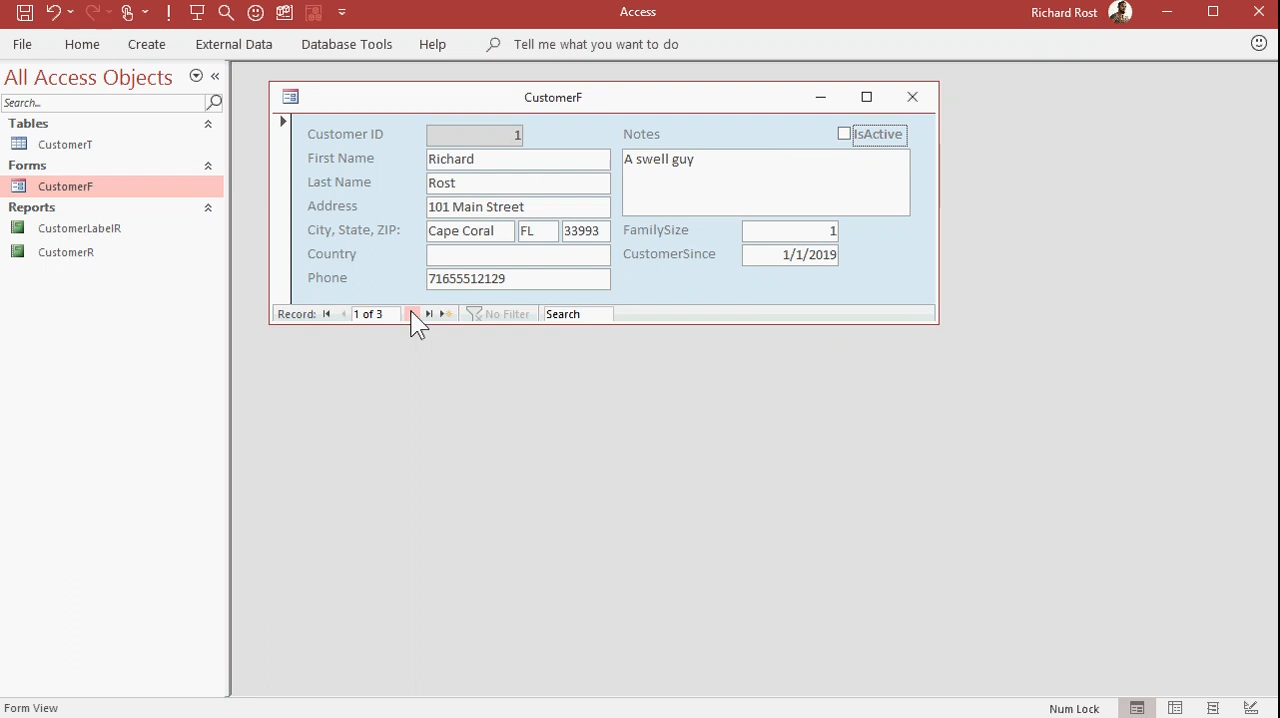 Access
Richard Rost
File Home Create External Data Database Tools Help Tell me what you want to do
All Access Objects
Search...
Tables
CustomerT
Forms
CustomerF
Reports
CustomerLabelR
CustomerR
CustomerF
Customer ID 1
First Name Richard
Last Name Rost
Address 101 Main Street
City, State, ZIP: Cape Coral FL 33993
Country
Phone 71655512129
Notes IsActive
A swell guy
FamilySize 1
CustomerSince 1/1/2019
Record: 1 of 3 No Filter Search
Form View Num Lock